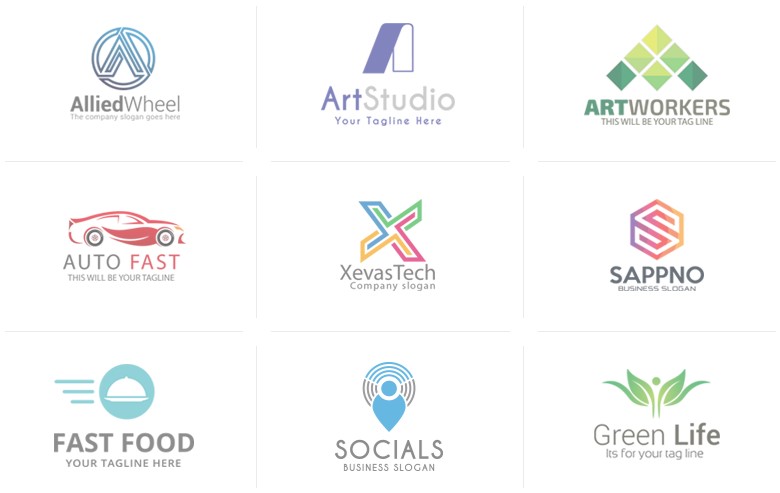 AlliedWheel
The company slogan goes here
ArtStudio
Your Tagline Here
ARTWORKERS
THIS WILL BE YOUR TAG LINE
AUTO FAST
THIS WILL BE YOUR TAGLINE
XevasTech
Company slogan
SAPPNO
BUSINESS SLOGAN
FAST FOOD
YOUR TAGLINE HERE
SOCIALS
BUSINESS SLOGAN
Green Life
Its for your tag line